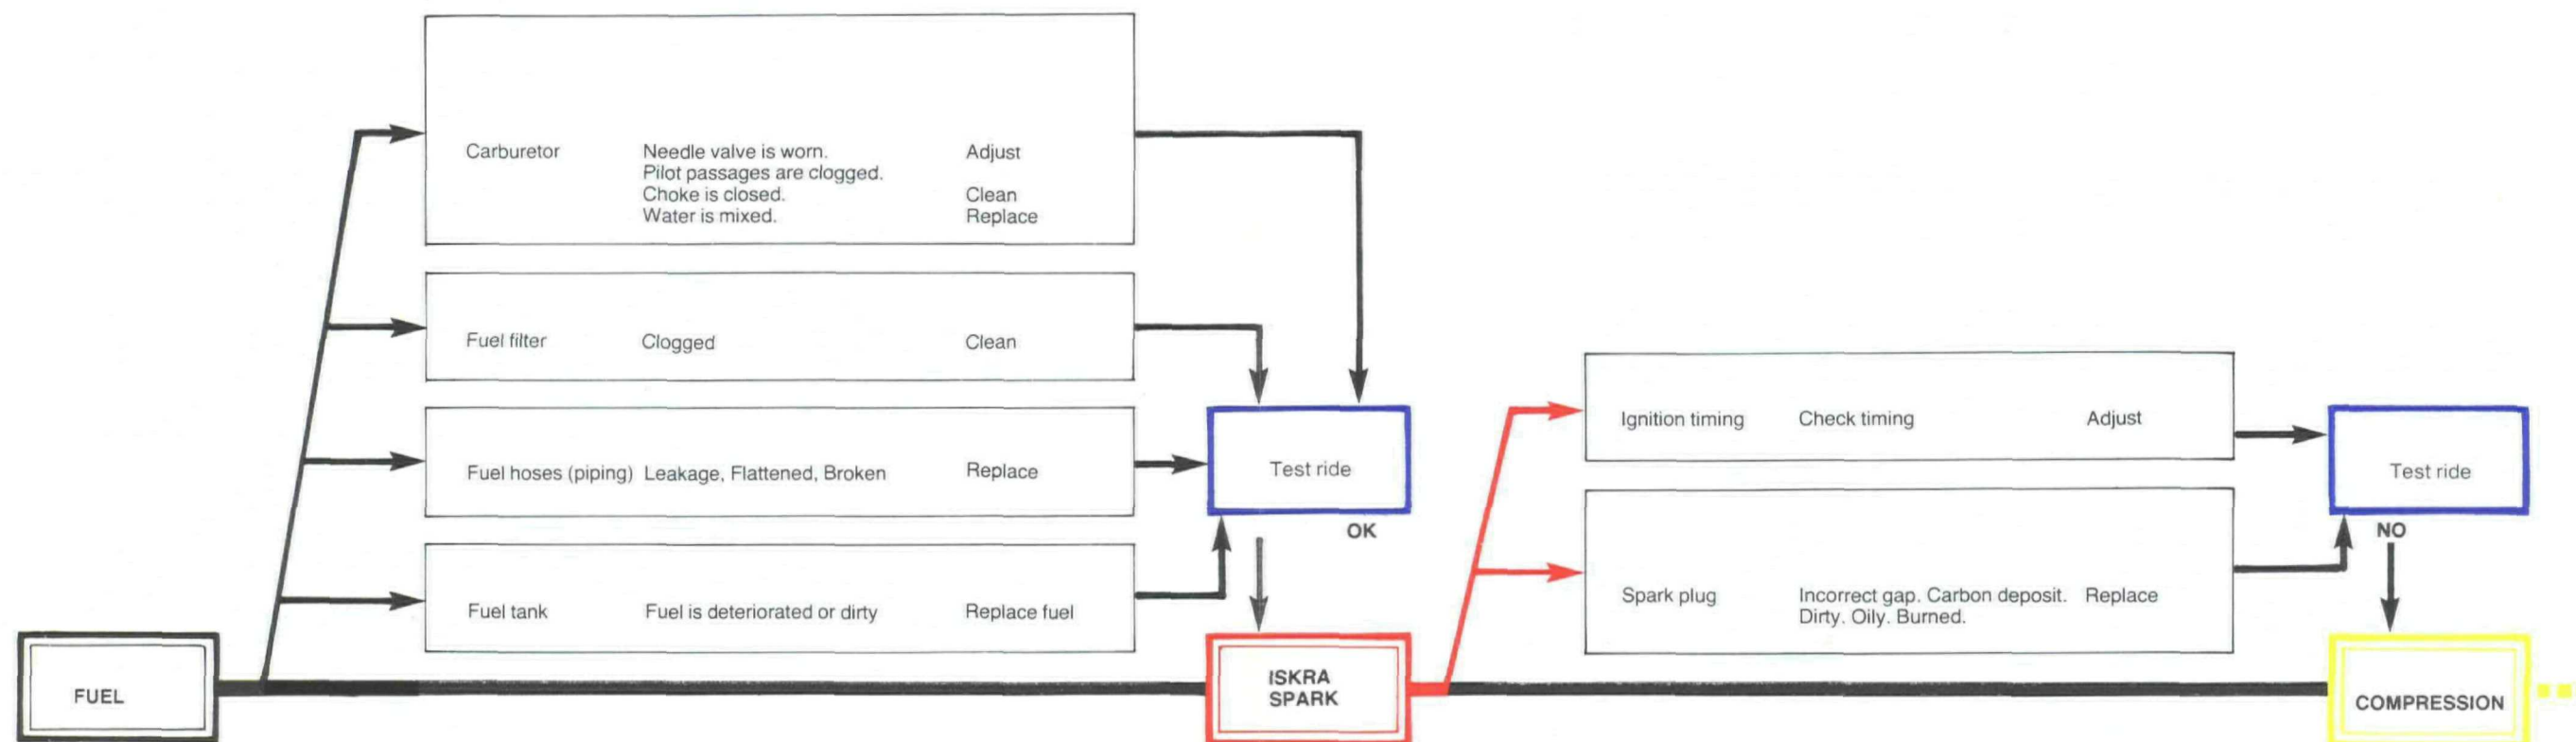 Carburetor Needle valve is worn. Adjust
Pilot passages are clogged.
Choke is closed. Clean
Water is mixed. Replace
Fuel filter Clogged Clean
Fuel hoses (piping) Leakage, Flattened, Broken Replace
Fuel tank Fuel is deteriorated or dirty Replace fuel
Test ride
OK
FUEL
ISKRA
SPARK
Ignition timing Check timing Adjust
Spark plug Incorrect gap. Carbon deposit. Replace
Dirty. Oily. Burned.
Test ride
NO
COMPRESSION